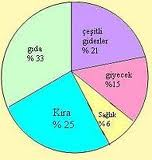 çeşitli
giderler
% 21
gıda
% 33
giyecek
%15
Kira
% 25
Sağlık
%6